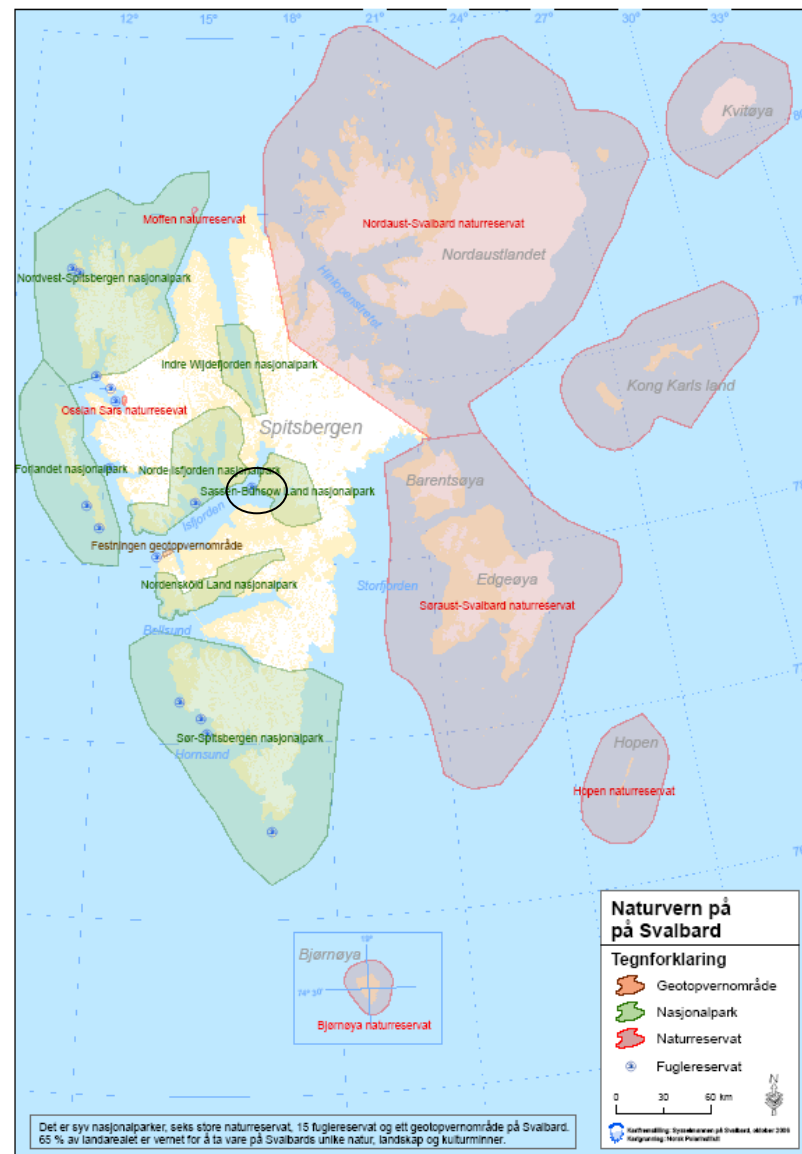 12°
15°
18°
21°
24°
27°
30°
33°
Kvitøya
Moffen naturreservat
Nordaust-Svalbard naturreservat
Nordaustlandet
Nordvest-Spitsbergen nasjonalpark
Hinlopenstretet
Indre Wijdefjorden nasjonalpark
Kong Karls land
Ossian Sars naturresevat
Spitsbergen
Forlandet nasjonalpark
Nordre Isfjorden nasjonalpark
Barentsøya
Sassen-Bünsow Land nasjonalpark
Isfjorden
Festningen geotopvernområde
Edgeøya
Nordensköld Land nasjonalpark
Storfjorden
Søraust-Svalbard naturreservat
Bellsund
Sør-Spitsbergen nasjonalpark
Hornsund
Hopen
Hopen naturreservat
Bjørnøya
19°
74° 30'
Bjørnøya naturreservat
Naturvern på
på Svalbard
Tegnforklaring
Geotopvernområde
Nasjonalpark
Naturreservat
Fuglereservat
0 30 60 km
N
Det er syv nasjonalparker, seks store naturreservat, 15 fuglereservat og ett geotopvernområde på Svalbard.
65 % av landarealet er vernet for å ta vare på Svalbards unike natur, landskap og kulturminner.